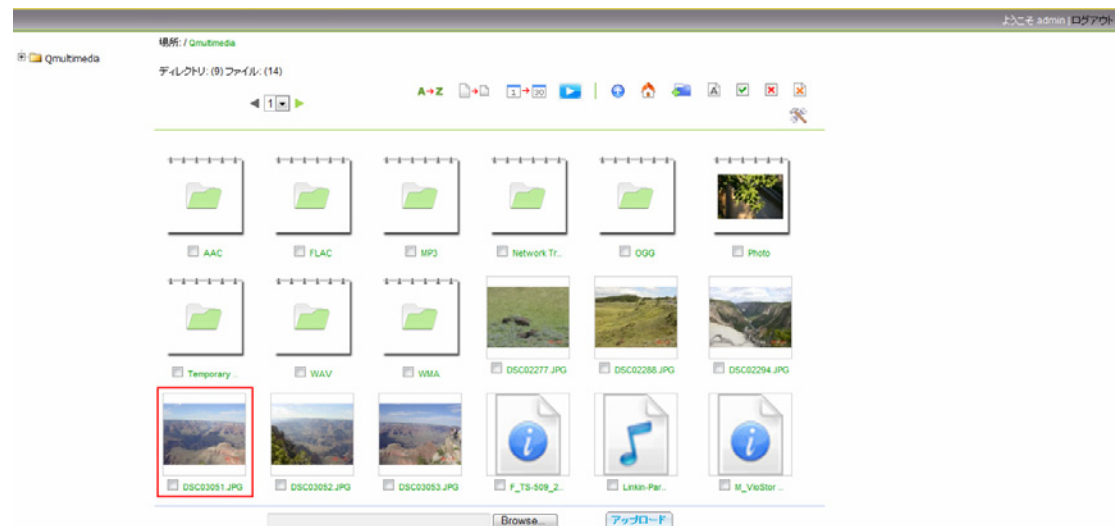 ようこそ admin | ログアウト
場所: / Qmultimedia
Qmultimedia
ディレクトリ: (9) ファイル: (14)
1
A→Z
1→30
A
AAC
FLAC
MP3
Network Tr..
OGG
Photo
Temporary ..
WAV
WMA
DSC02277.JPG
DSC02288.JPG
DSC02294.JPG
DSC03051.JPG
DSC03052.JPG
DSC03053.JPG
F_TS-509_2..
Linkin-Par..
M_VioStor ..
Browse...
アップロード